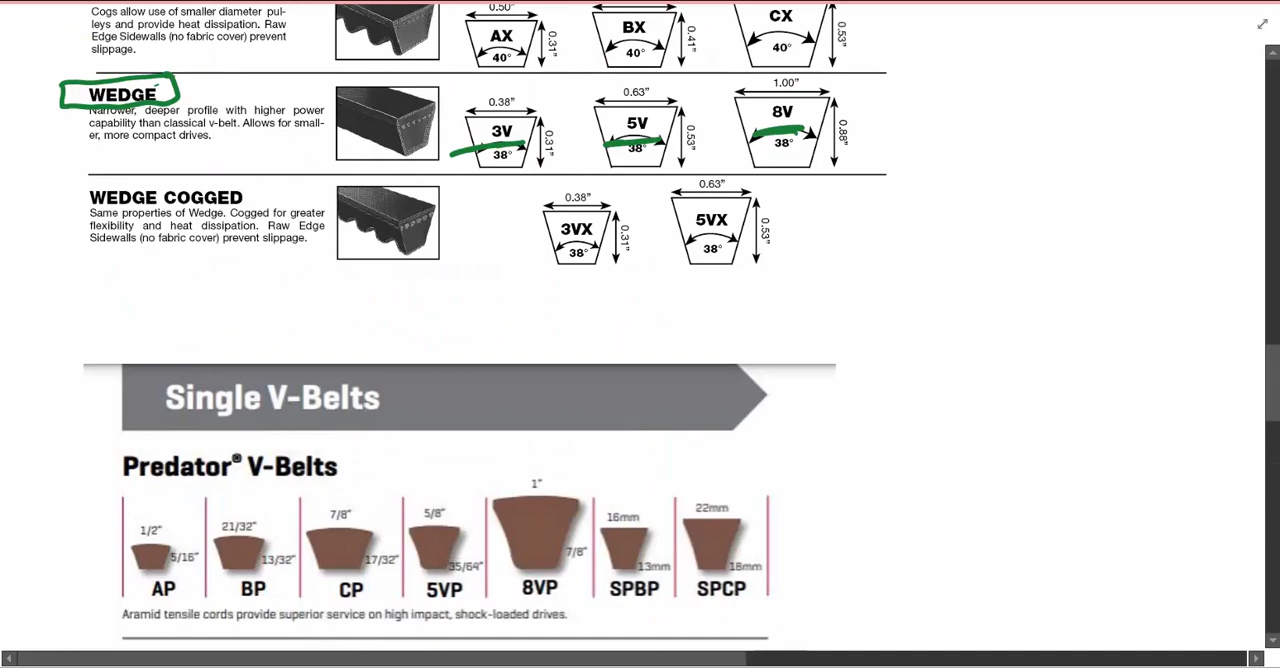 Cogs allow use of smaller diameter pul-
leys and provide heat dissipation. Raw
Edge Sidewalls (no fabric cover) prevent
slippage.
0.50"
AX
40°
0.31"
BX
40°
0.41"
CX
40°
0.53"
WEDGE
Narrower, deeper profile with higher power
capability than classical v-belt. Allows for small-
er, more compact drives.
0.38"
3V
38°
0.31"
0.63"
5V
38°
0.53"
1.00"
8V
38°
0.88"
WEDGE COGGED
Same properties of Wedge. Cogged for greater
flexibility and heat dissipation. Raw Edge
Sidewalls (no fabric cover) prevent slippage.
0.38"
3VX
38°
0.31"
0.63"
5VX
38°
0.53"
Single V-Belts
Predator® V-Belts
1/2" 21/32" 7/8" 5/8" 1" 16mm 22mm
5/16" 13/32" 17/32" 35/64" 7/8" 13mm 18mm
AP BP CP 5VP 8VP SPBP SPCP
Aramid tensile cords provide superior service on high impact, shock-loaded drives.